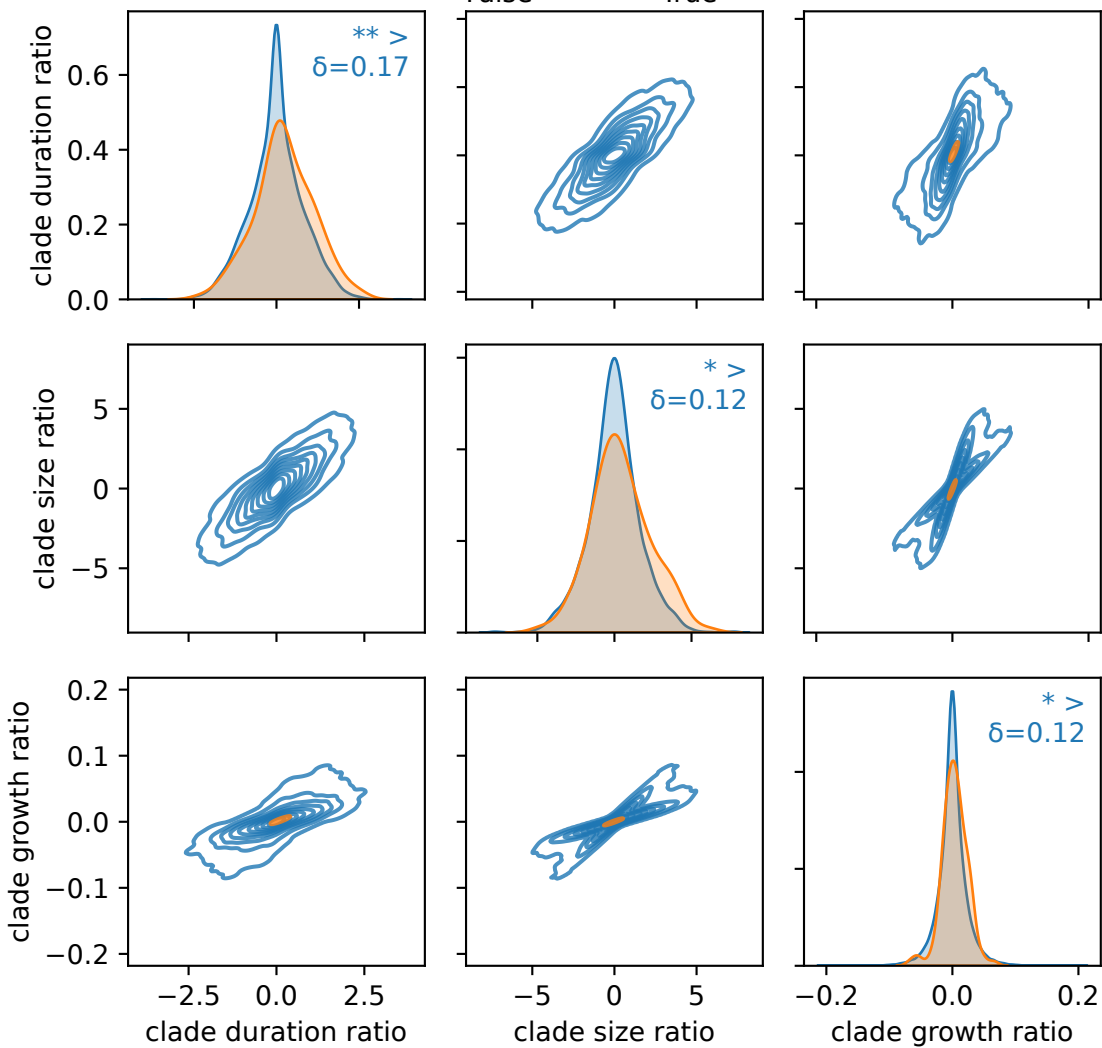 clade duration ratio
0.6
0.4
0.2
0.0
** >
δ=0.17
clade size ratio
5
0
−5
* >
δ=0.12
clade growth ratio
0.2
0.1
0.0
−0.1
−0.2
* >
δ=0.12
−2.5 0.0 2.5
−5 0 5
−0.2 0.0 0.2
clade duration ratio
clade size ratio
clade growth ratio